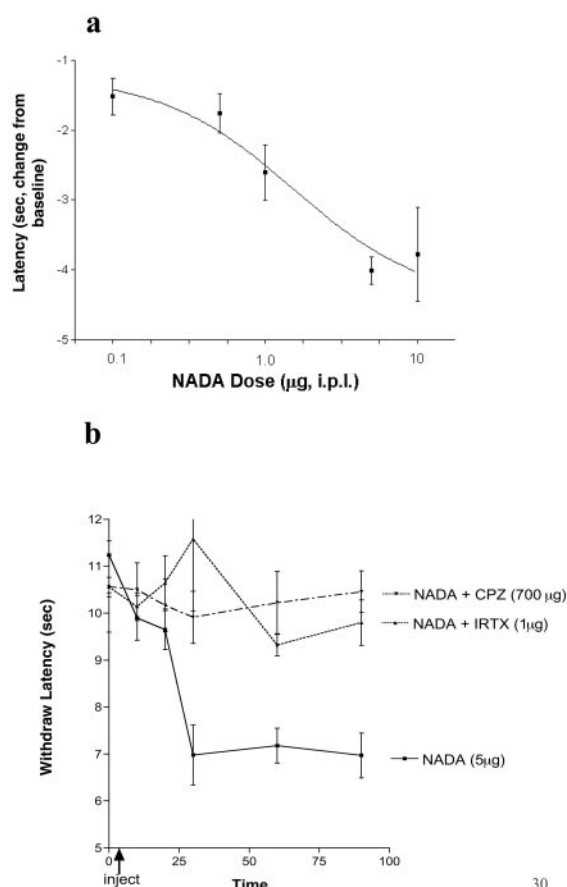 a
-1
-2
-3
-4
-5
Latency (sec, change from
baseline)
0.1
1.0
10
NADA Dose (μg, i.p.l.)
b
12
11
10
9
8
7
6
5
Withdraw Latency (sec)
NADA + CPZ (700 μg)
NADA + IRTX (1μg)
NADA (5μg)
0
25
50
75
100
inject
Time
30